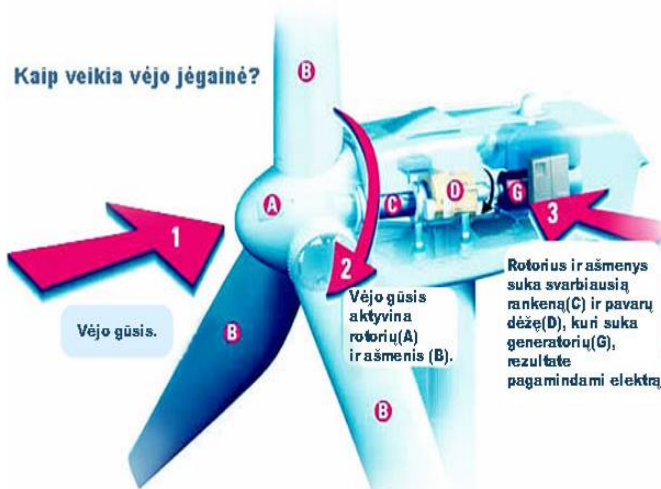 Kaip veikia vėjo jėgainė?
B
A
C
D
G
1
2
3
B
B
Vėjo gūsis.
Vėjo gūsis
aktyvina
rotorių(A)
ir ašmenis (B).
Rotorius ir ašmenys
suka svarbiausią
rankeną(C) ir pavarų
dėžę(D), kuri suka
generatorių(G),
rezultate
pagamindami elektrą